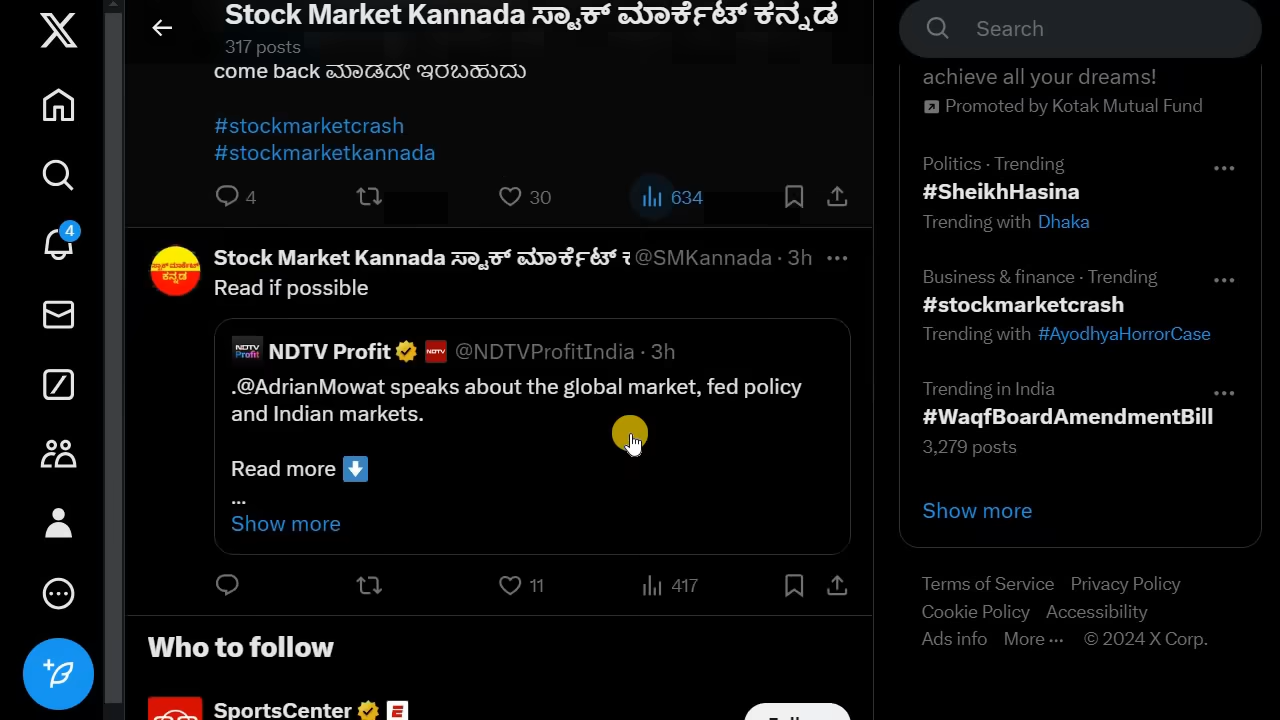 Stock Market Kannada ಸ್ಟಾಕ್ ಮಾರ್ಕೆಟ್ ಕನ್ನಡ
317 posts
come back ಮಾಡದೇ ಇರಬಹುದು
#stockmarketcrash
#stockmarketkannada
4 30 634
Stock Market Kannada ಸ್ಟಾಕ್ ಮಾರ್ಕೆಟ್ @SMKannada · 3h
Read if possible
NDTV Profit @NDTVProfitIndia · 3h
.@AdrianMowat speaks about the global market, fed policy
and Indian markets.
Read more
...
Show more
11 417
Who to follow
SportsCenter
4
Search
achieve all your dreams!
Promoted by Kotak Mutual Fund
Politics · Trending
#SheikhHasina
Trending with Dhaka
Business & finance · Trending
#stockmarketcrash
Trending with #AyodhyaHorrorCase
Trending in India
#WaqfBoardAmendmentBill
3,279 posts
Show more
Terms of Service Privacy Policy
Cookie Policy Accessibility
Ads info More ··· © 2024 X Corp.